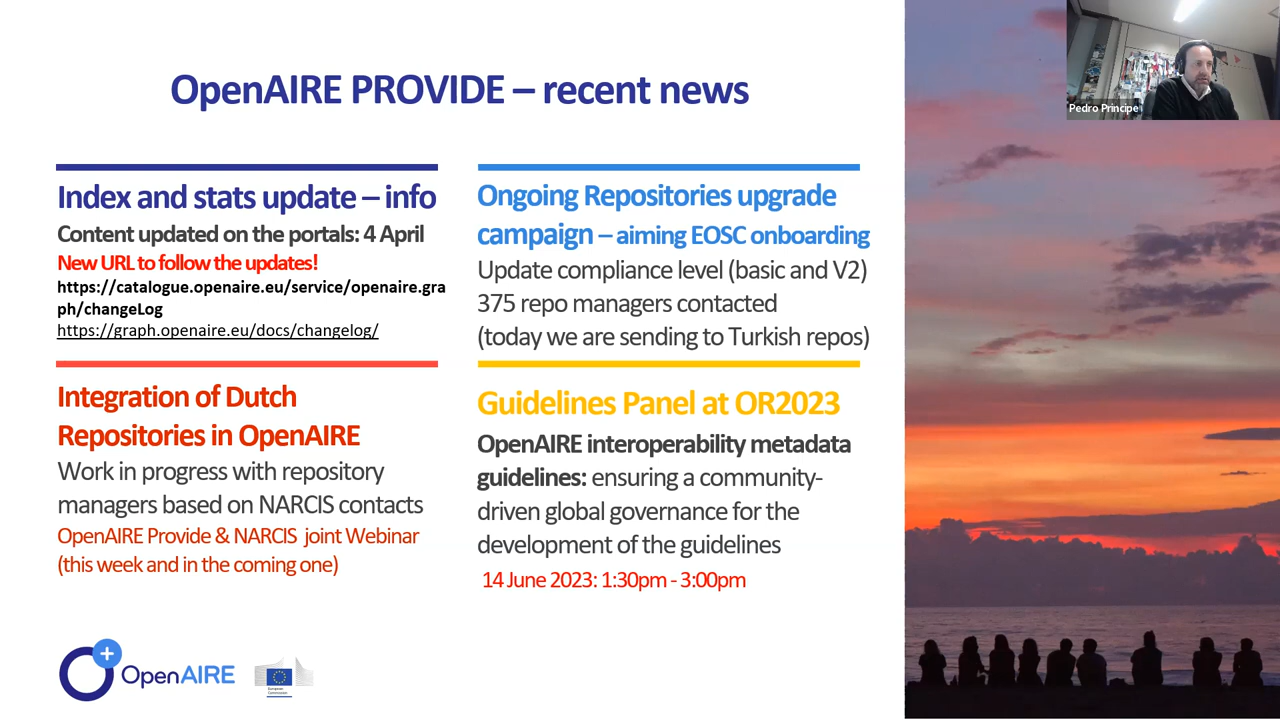 OpenAIRE PROVIDE – recent news
Index and stats update – info
Content updated on the portals: 4 April
New URL to follow the updates!
https://catalogue.openaire.eu/service/openaire.gra
ph/changeLog
https://graph.openaire.eu/docs/changelog/
Ongoing Repositories upgrade
campaign – aiming EOSC onboarding
Update compliance level (basic and V2)
375 repo managers contacted
(today we are sending to Turkish repos)
Integration of Dutch
Repositories in OpenAIRE
Work in progress with repository
managers based on NARCIS contacts
OpenAIRE Provide & NARCIS joint Webinar
(this week and in the coming one)
Guidelines Panel at OR2023
OpenAIRE interoperability metadata
guidelines: ensuring a community-
driven global governance for the
development of the guidelines
14 June 2023: 1:30pm - 3:00pm
OpenAIRE
European
Commission
Pedro Principe